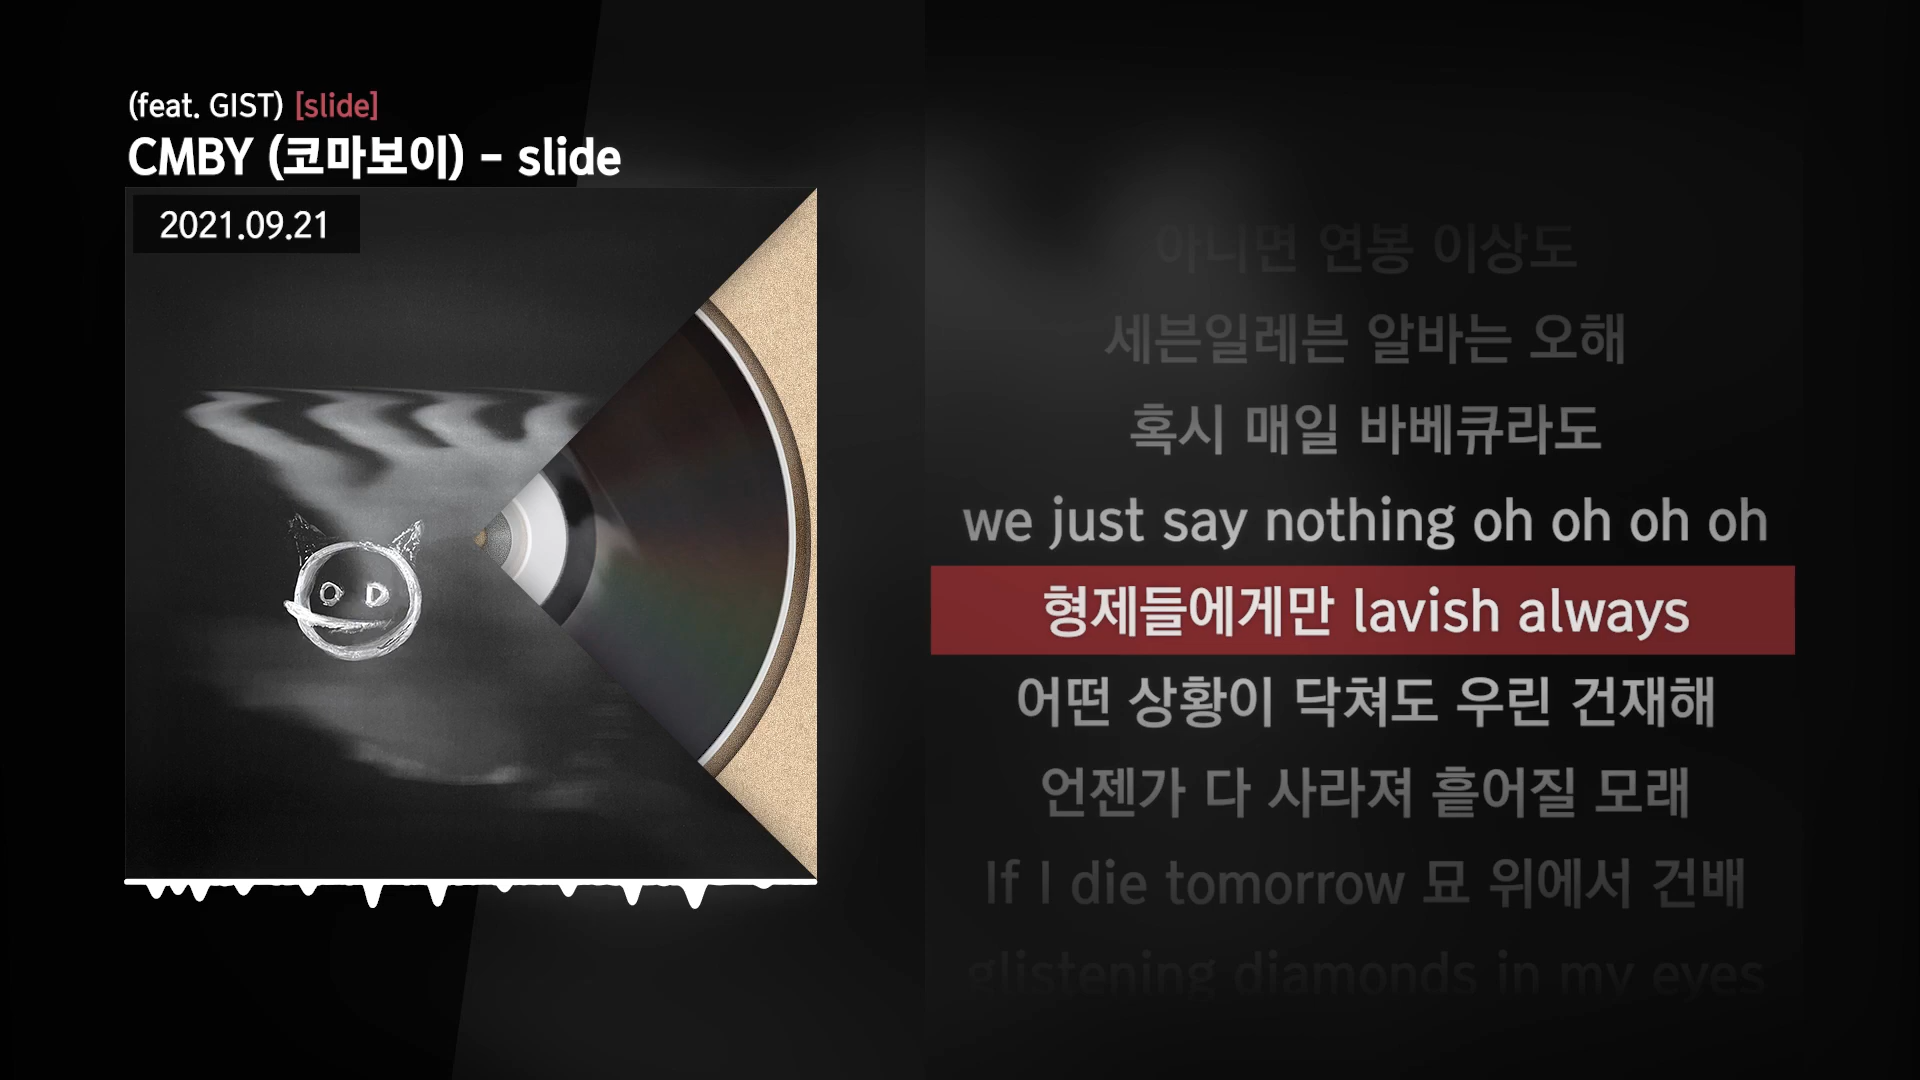 (feat. GIST) [slide]
CMBY (코마보이) - slide
2021.09.21
아니면 연봉 이상도
세븐일레븐 알바는 오해
혹시 매일 바베큐라도
we just say nothing oh oh oh oh
형제들에게만 lavish always
어떤 상황이 닥쳐도 우린 건재해
언젠가 다 사라져 흩어질 모래
If I die tomorrow 묘 위에서 건배
glistening diamonds in my eyes